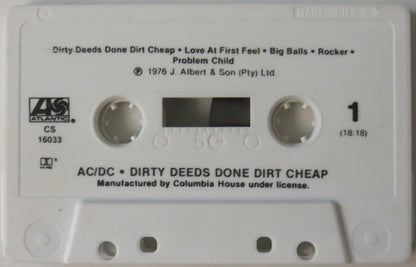 MADE IN U.S.A.
Dirty Deeds Done Dirt Cheap • Love At First Feel • Big Balls • Rocker •
Problem Child
℗ 1976 J. Albert & Son (Pty) Ltd.
ATLANTIC
CS
16033
50
1
(18:18)
AC/DC • DIRTY DEEDS DONE DIRT CHEAP
Manufactured by Columbia House under license.